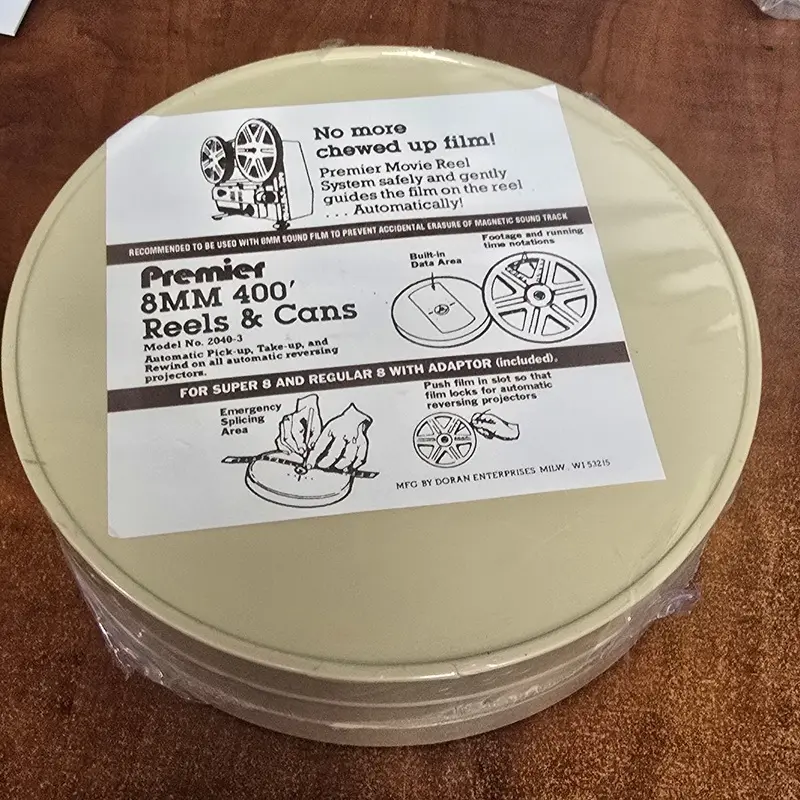 No more
chewed up film!
Premier Movie Reel
System safely and gently
guides the film on the reel
. . . Automatically!
RECOMMENDED TO BE USED WITH 8MM SOUND FILM TO PREVENT ACCIDENTAL ERASURE OF MAGNETIC SOUND TRACK
Premier
8MM 400'
Reels & Cans
Model No. 2040-3
Automatic Pick-up, Take-up, and
Rewind on all automatic reversing
projectors.
Built-in
Data Area
Footage and running
time notations
FOR SUPER 8 AND REGULAR 8 WITH ADAPTOR (included).
Emergency
Splicing
Area
Push film in slot so that
film locks for automatic
reversing projectors
MFG BY DORAN ENTERPRISES MILW. WI 53215